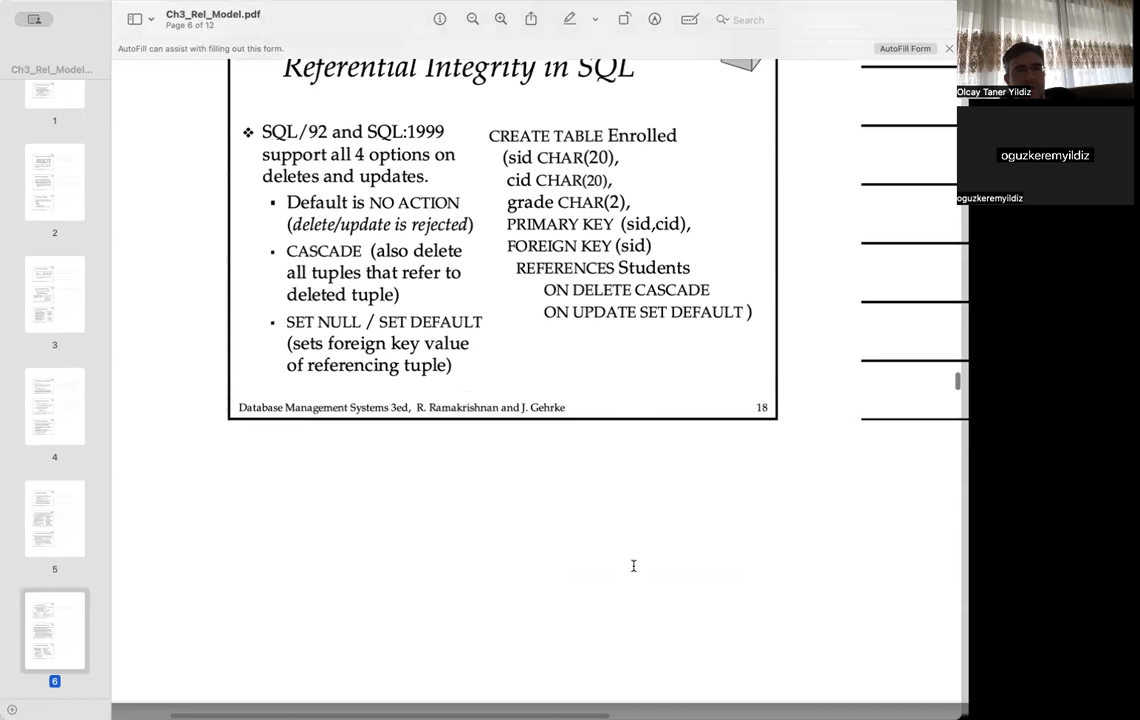 Ch3_Rel_Model.pdf
Page 6 of 12
Search
AutoFill can assist with filling out this form.
AutoFill Form
Ch3_Rel_Model...
1
2
3
4
5
6
Referential Integrity in SQL
❖ SQL/92 and SQL:1999
support all 4 options on
deletes and updates.
▪ Default is NO ACTION
(delete/update is rejected)
▪ CASCADE (also delete
all tuples that refer to
deleted tuple)
▪ SET NULL / SET DEFAULT
(sets foreign key value
of referencing tuple)
CREATE TABLE Enrolled
(sid CHAR(20),
cid CHAR(20),
grade CHAR(2),
PRIMARY KEY (sid,cid),
FOREIGN KEY (sid)
REFERENCES Students
ON DELETE CASCADE
ON UPDATE SET DEFAULT )
Database Management Systems 3ed, R. Ramakrishnan and J. Gehrke
18
Olcay Taner Yildiz
oguzkeremyildiz
oguzkeremyildiz